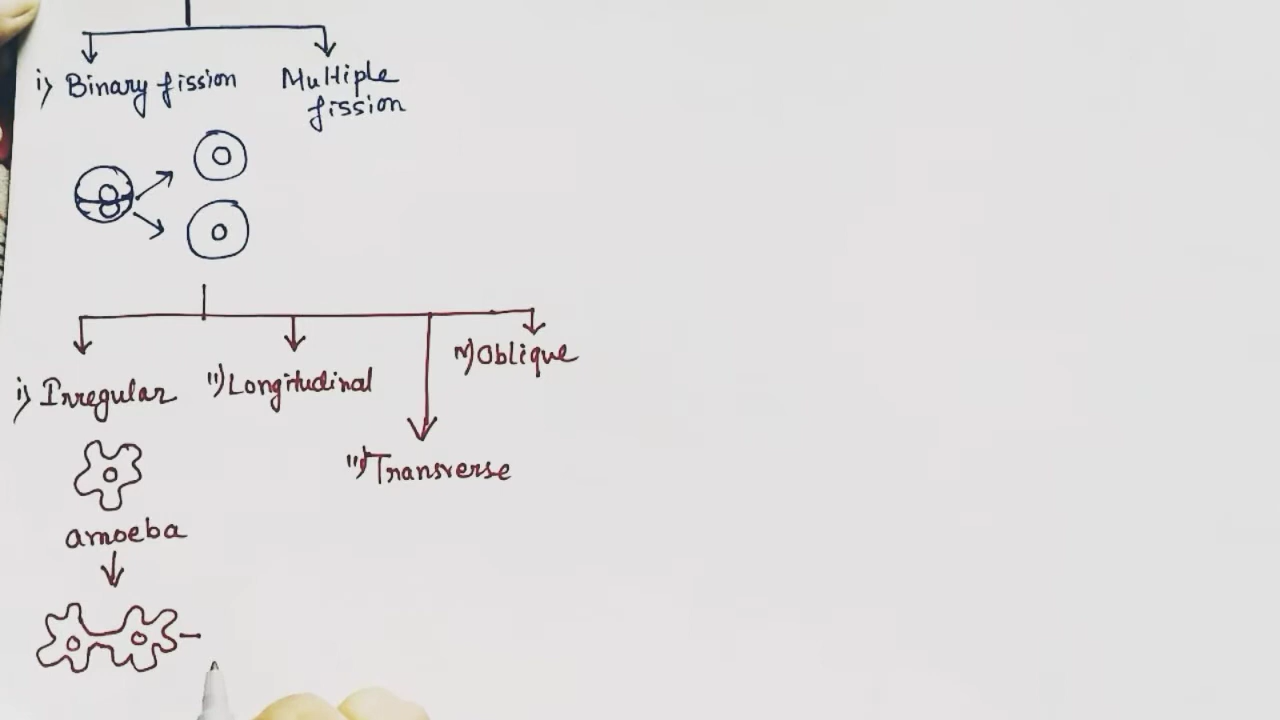 i) Binary fission
Multiple
fission
i) Irregular
ii) Longitudinal
iii) Transverse
iv) Oblique
amoeba